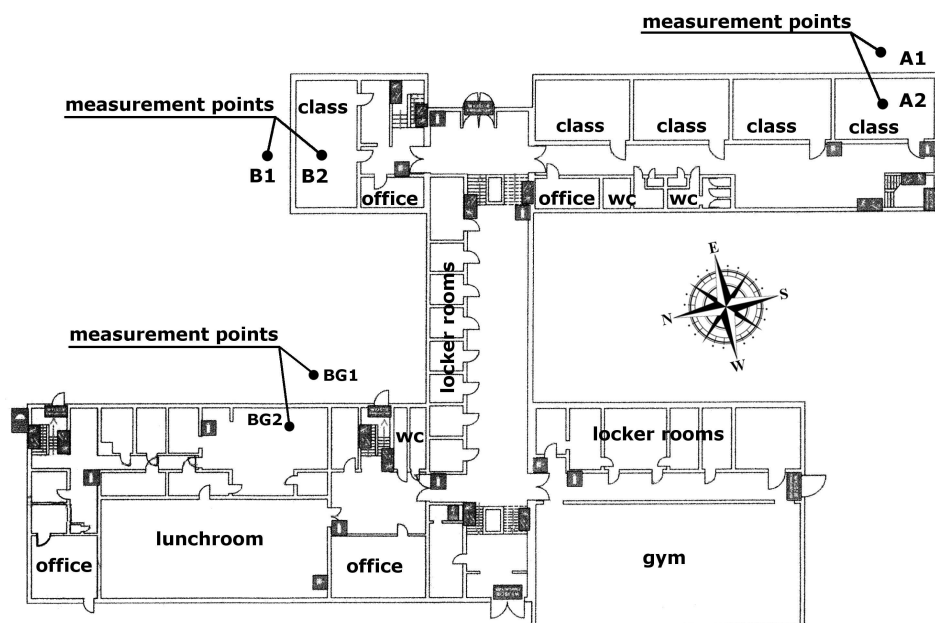 measurement points
A1
A2
measurement points
B1
B2
class
class
class
class
class
office
office
wc
wc
locker rooms
E
S
N
W
measurement points
BG1
BG2
wc
locker rooms
office
lunchroom
office
gym